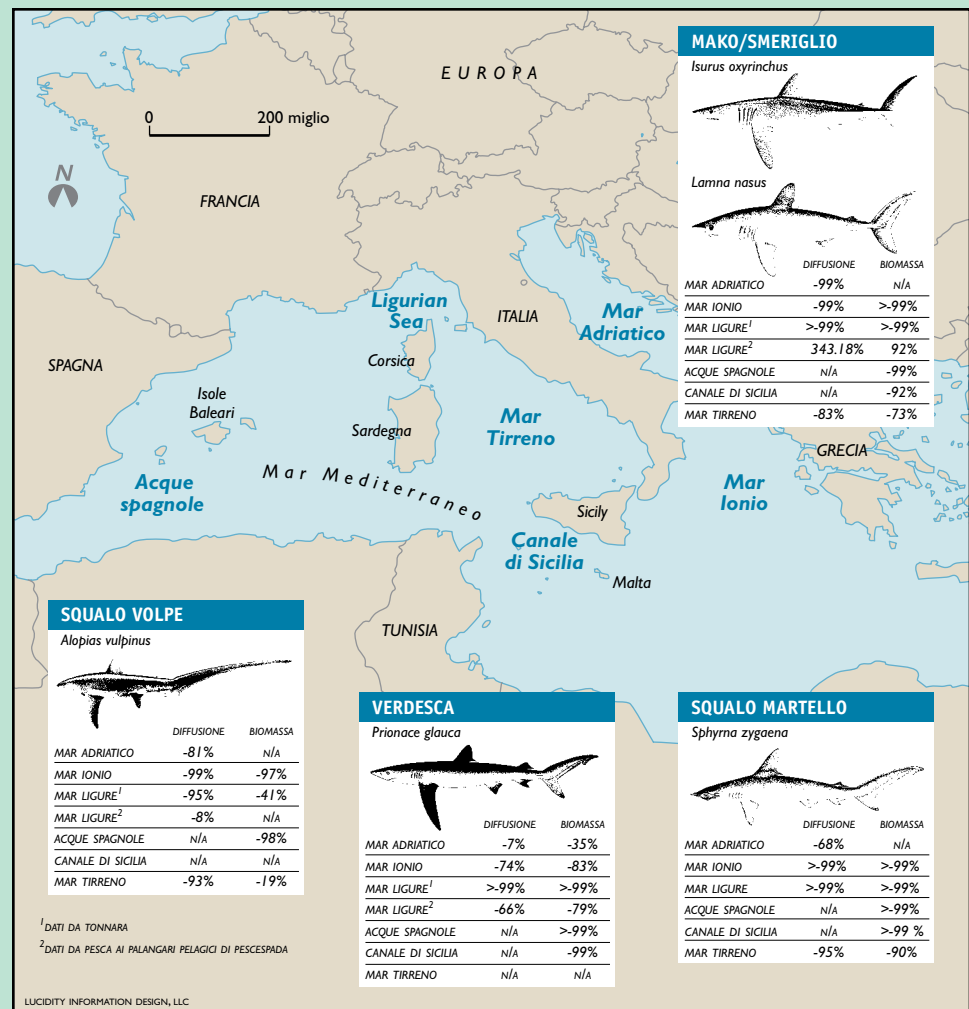 EUROPA
0 200 miglio
N
FRANCIA
Ligurian
Sea
ITALIA
Mar
Adriatico
Corsica
SPAGNA
Isole
Baleari
Sardegna
Mar
Tirreno
GRECIA
Mar Mediterraneo
Acque
spagnole
Mar
Ionio
Sicily
Canale
di Sicilia
Malta
TUNISIA
MAKO/SMERIGLIO
Isurus oxyrinchus
Lamna nasus
DIFFUSIONE BIOMASSA
MAR ADRIATICO -99% N/A
MAR IONIO -99% >-99%
MAR LIGURE¹ >-99% >-99%
MAR LIGURE² 343.18% 92%
ACQUE SPAGNOLE N/A -99%
CANALE DI SICILIA N/A -92%
MAR TIRRENO -83% -73%
SQUALO VOLPE
Alopias vulpinus
DIFFUSIONE BIOMASSA
MAR ADRIATICO -81% N/A
MAR IONIO -99% -97%
MAR LIGURE¹ -95% -41%
MAR LIGURE² -8%
ACQUE SPAGNOLE N/A -98%
CANALE DI SICILIA N/A N/A
MAR TIRRENO -93% -19%
VERDESCA
Prionace glauca
DIFFUSIONE BIOMASSA
MAR ADRIATICO -7% -35%
MAR IONIO -74% -83%
MAR LIGURE¹ >-99% >-99%
MAR LIGURE² -66% -79%
ACQUE SPAGNOLE N/A >-99%
CANALE DI SICILIA N/A -99%
MAR TIRRENO N/A N/A
SQUALO MARTELLO
Sphyrna zygaena
DIFFUSIONE BIOMASSA
MAR ADRIATICO -68% N/A
MAR IONIO >-99% >-99%
MAR LIGURE >-99% >-99%
ACQUE SPAGNOLE N/A >-99%
CANALE DI SICILIA N/A >-99 %
MAR TIRRENO -95% -90%
¹DATI DA TONNARA
²DATI DA PESCA AI PALANGARI PELAGICI DI PESCESPADA
LUCIDITY INFORMATION DESIGN, LLC